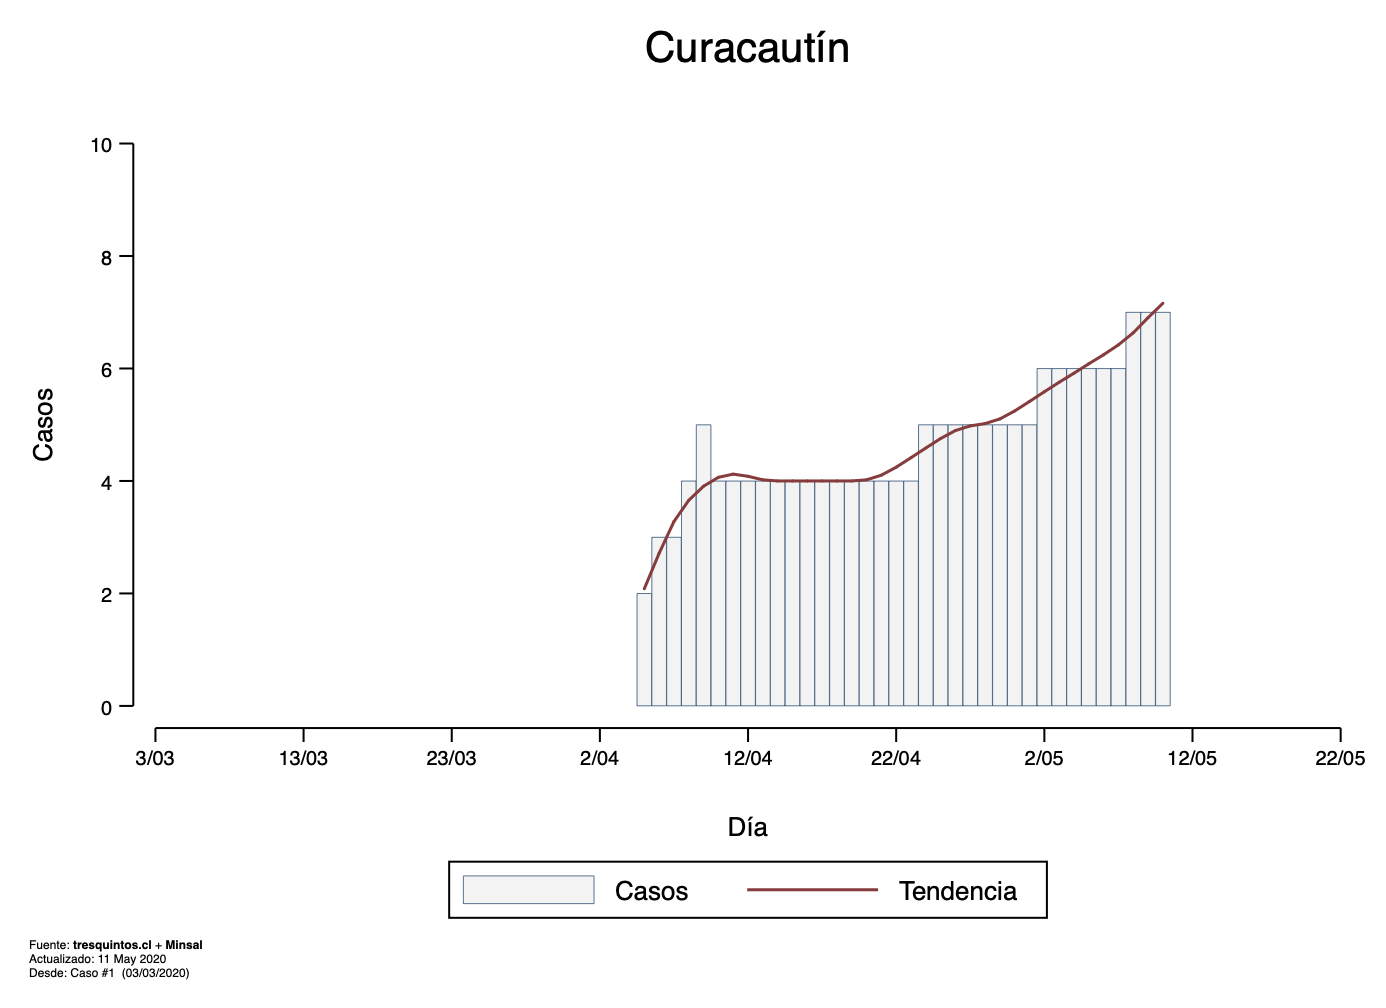 Curacautín
10
8
6
4
2
0
Casos
3/03 13/03 23/03 2/04 12/04 22/04 2/05 12/05 22/05
Día
Casos Tendencia
Fuente: tresquintos.cl + Minsal
Actualizado: 11 May 2020
Desde: Caso #1 (03/03/2020)